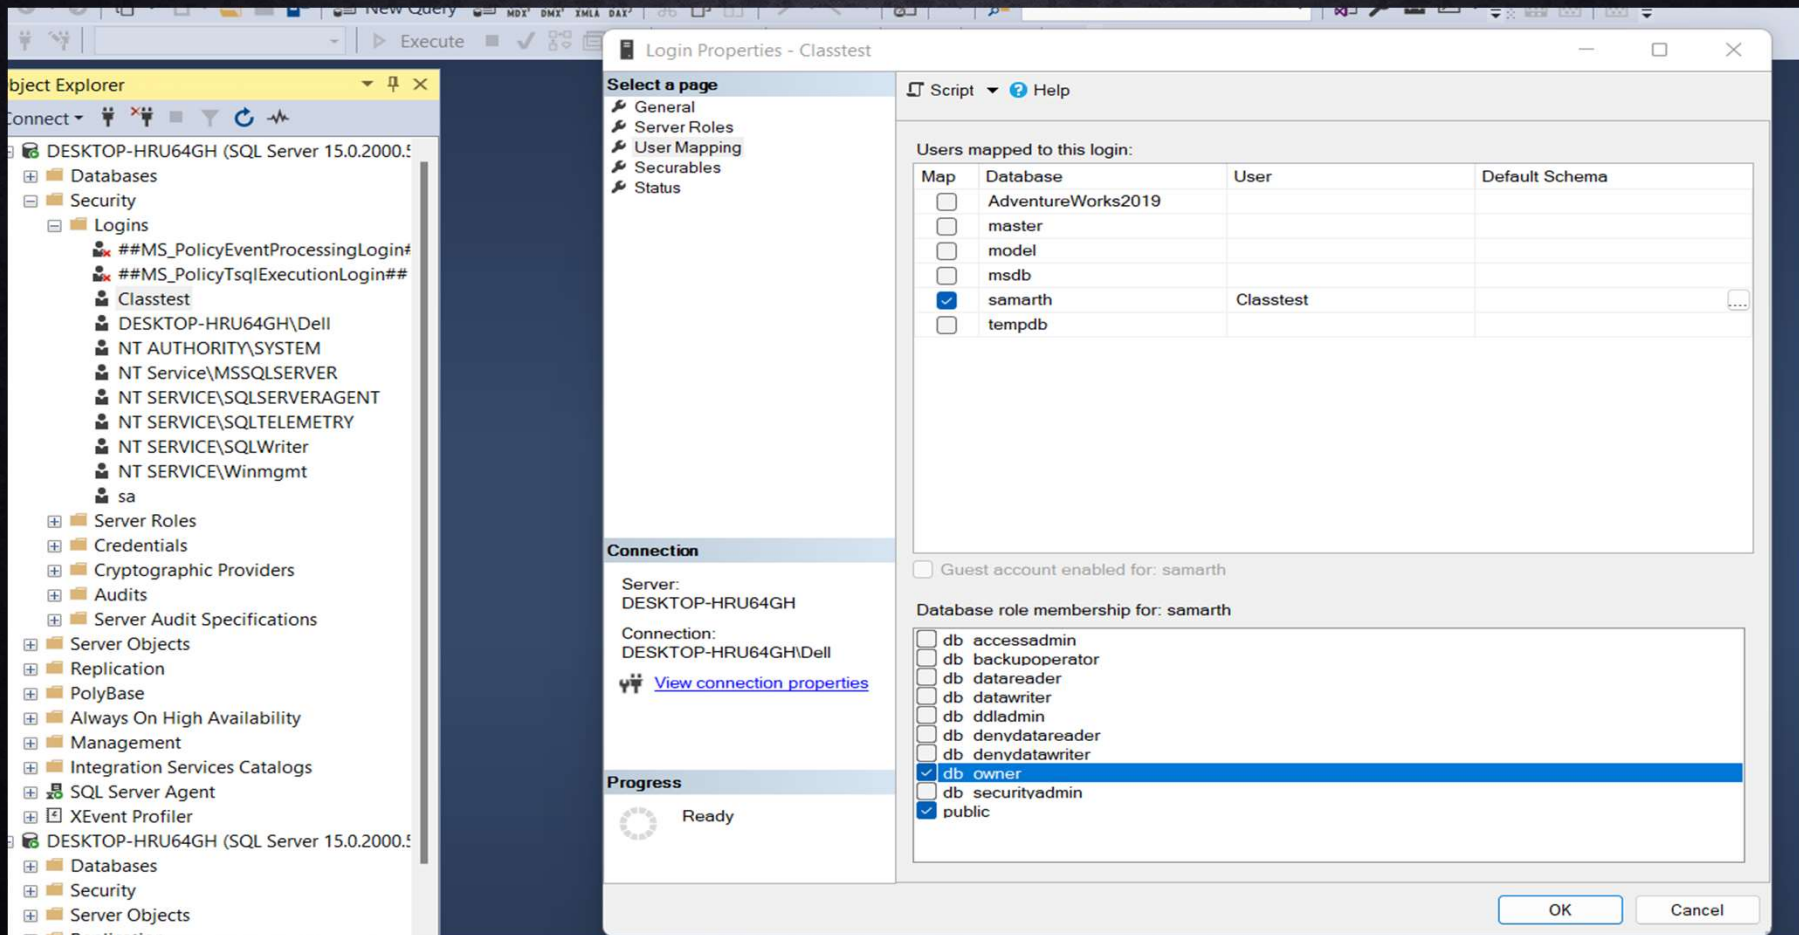 New Query
MDX DMX XMLA DAX
Execute
bject Explorer
Connect
DESKTOP-HRU64GH (SQL Server 15.0.2000.5
Databases
Security
Logins
##MS_PolicyEventProcessingLogin#
##MS_PolicyTsqlExecutionLogin##
Classtest
DESKTOP-HRU64GH\Dell
NT AUTHORITY\SYSTEM
NT Service\MSSQLSERVER
NT SERVICE\SQLSERVERAGENT
NT SERVICE\SQLTELEMETRY
NT SERVICE\SQLWriter
NT SERVICE\Winmgmt
sa
Server Roles
Credentials
Cryptographic Providers
Audits
Server Audit Specifications
Server Objects
Replication
PolyBase
Always On High Availability
Management
Integration Services Catalogs
SQL Server Agent
XEvent Profiler
DESKTOP-HRU64GH (SQL Server 15.0.2000.5
Databases
Security
Server Objects
Login Properties - Classtest
Select a page
General
Server Roles
User Mapping
Securables
Status
Connection
Server:
DESKTOP-HRU64GH
Connection:
DESKTOP-HRU64GH\Dell
View connection properties
Progress
Ready
Script Help
Users mapped to this login:
Map Database User Default Schema
AdventureWorks2019
master
model
msdb
samarth Classtest ....
tempdb
Guest account enabled for: samarth
Database role membership for: samarth
db_accessadmin
db_backupoperator
db_datareader
db_datawriter
db_ddladmin
db_denydatareader
db_denydatawriter
db_owner
db_securityadmin
public
OK Cancel